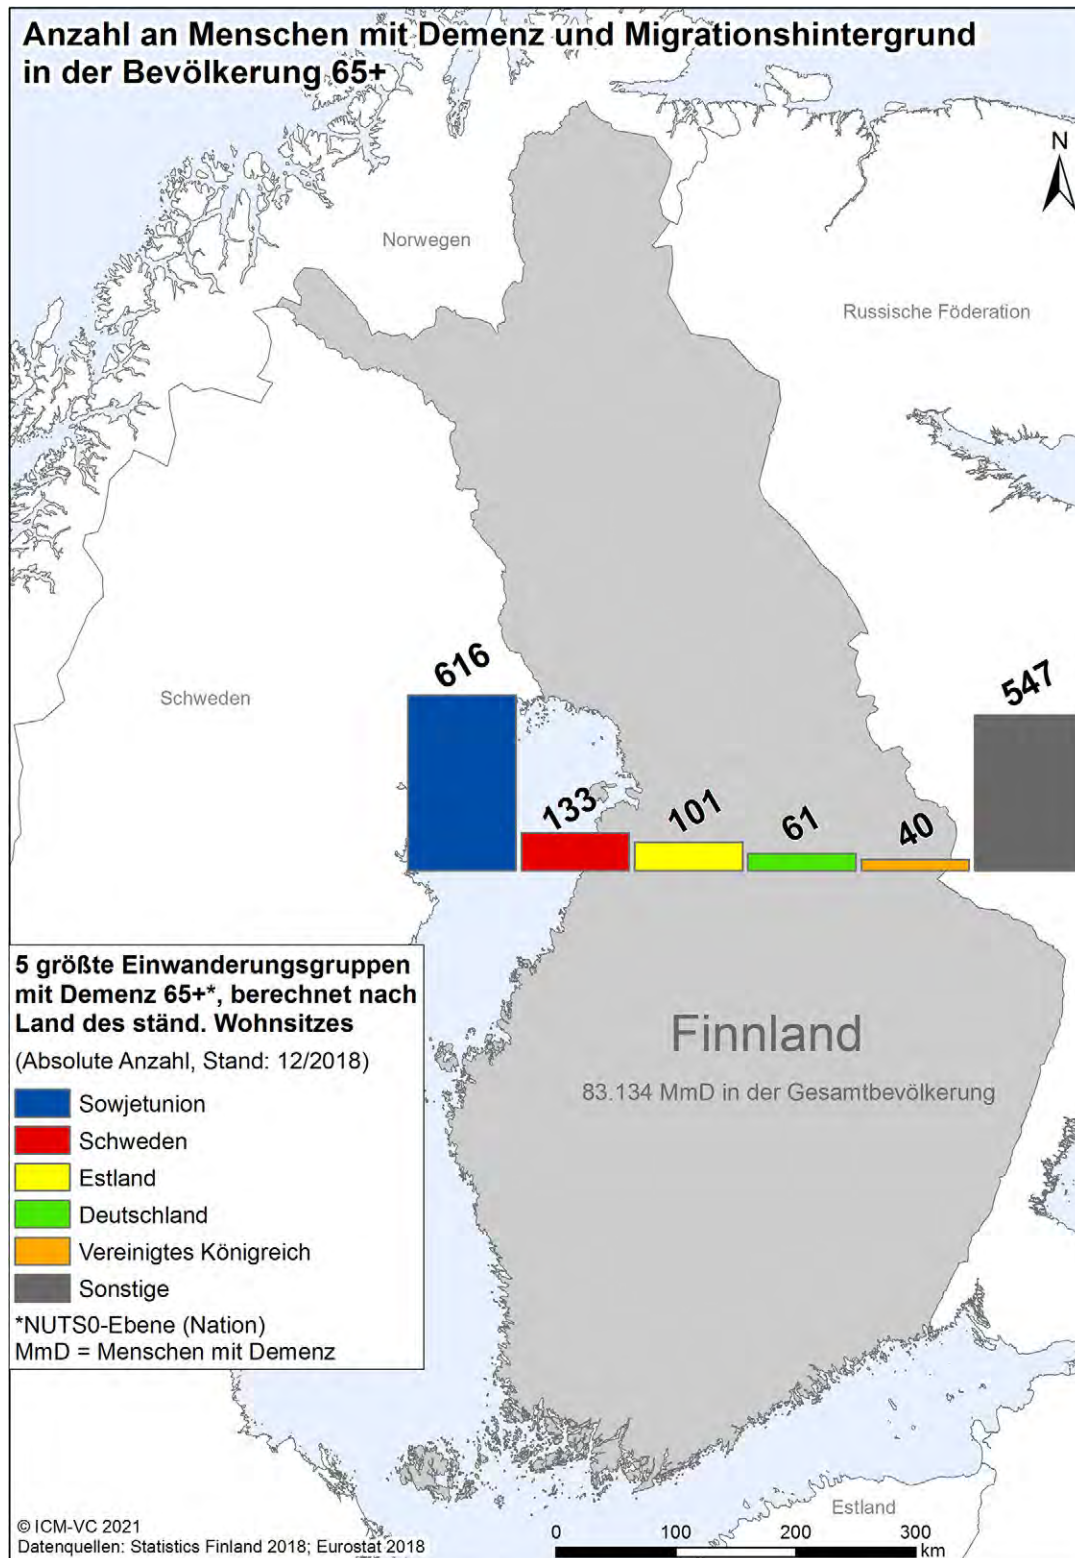 Anzahl an Menschen mit Demenz und Migrationshintergrund
in der Bevölkerung 65+
N
Norwegen
Russische Föderation
Schweden
616
133
101
61
40
547
Finnland
83.134 MmD in der Gesamtbevölkerung
5 größte Einwanderungsgruppen
mit Demenz 65+*, berechnet nach
Land des ständ. Wohnsitzes
(Absolute Anzahl, Stand: 12/2018)
Sowjetunion
Schweden
Estland
Deutschland
Vereinigtes Königreich
Sonstige
*NUTS0-Ebene (Nation)
MmD = Menschen mit Demenz
Estland
© ICM-VC 2021
Datenquellen: Statistics Finland 2018; Eurostat 2018
0 100 200 300
km